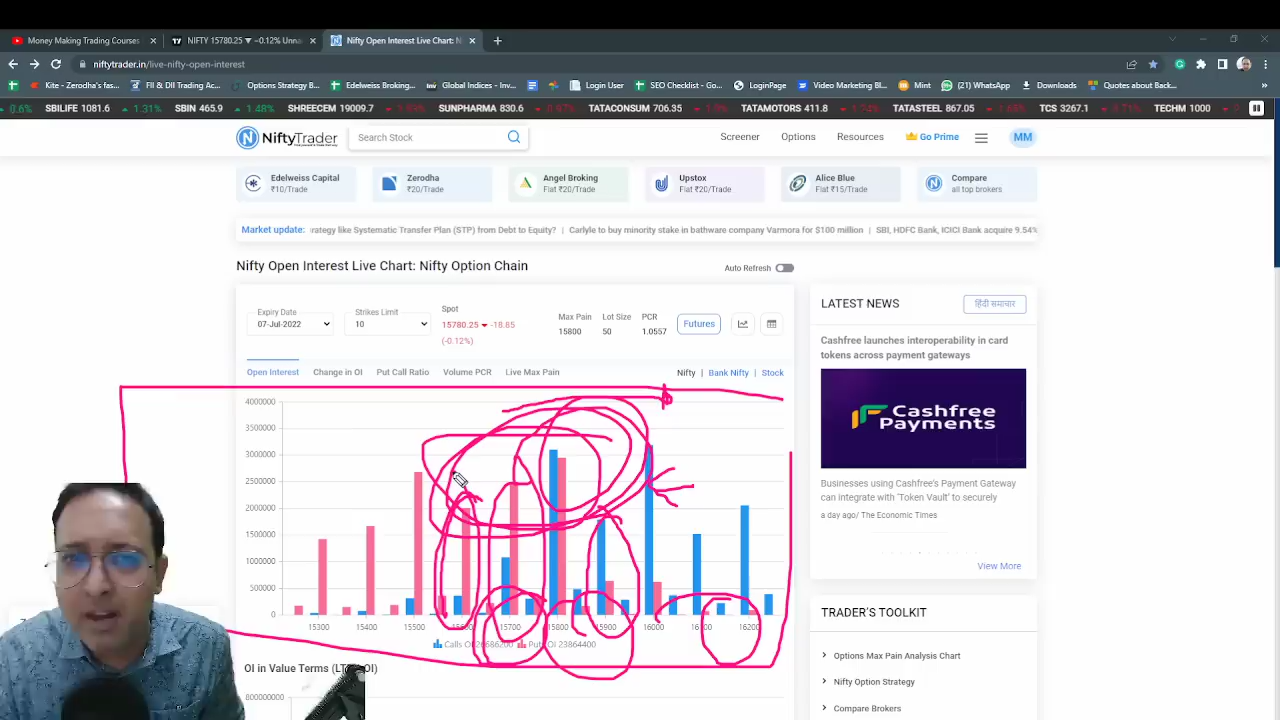 Money Making Trading Courses
NIFTY 15780.25 ▼ −0.12% Unna
Nifty Open Interest Live Chart: N
niftytrader.in/live-nifty-open-interest
Kite - Zerodha's fas...
FII & DII Trading Ac...
Options Strategy B...
Edelweiss Broking...
Global Indices - Inv...
Login User
SEO Checklist - Go...
LoginPage
Video Marketing Bl...
Mint
(21) WhatsApp
Downloads
Quotes about Back...
0.6% SBILIFE 1081.6 1.31% SBIN 465.9 1.48% SHREECEM 19009.7 SUNPHARMA 830.6 TATACONSUM 706.35 TATAMOTORS 411.8 TATASTEEL 867.05 TCS 3267.1 TECHM 1000
NiftyTrader
Search Stock
Screener
Options
Resources
Go Prime
MM
Edelweiss Capital
₹10/Trade
Zerodha
₹20/Trade
Angel Broking
Flat ₹20/Trade
Upstox
Flat ₹20/Trade
Alice Blue
Flat ₹15/Trade
Compare
all top brokers
Market update: rategy like Systematic Transfer Plan (STP) from Debt to Equity? | Carlyle to buy minority stake in bathware company Varmora for $100 million | SBI, HDFC Bank, ICICI Bank acquire 9.54%
Nifty Open Interest Live Chart: Nifty Option Chain
Auto Refresh
Expiry Date
07-Jul-2022
Strikes Limit
10
Spot
15780.25 -18.85
(-0.12%)
Max Pain
15800
Lot Size
50
PCR
1.0557
Futures
Open Interest
Change in OI
Put Call Ratio
Volume PCR
Live Max Pain
Nifty | Bank Nifty | Stock
4000000
3500000
3000000
2500000
2000000
1500000
1000000
500000
0
15300 15400 15500 15700 15800 15900 16000 16200
Calls OI 23864400
OI in Value Terms (LT OI)
800000000
LATEST NEWS
हिंदी समाचार
Cashfree launches interoperability in card
tokens across payment gateways
Cashfree
Payments
Businesses using Cashfree's Payment Gateway
can integrate with 'Token Vault' to securely
a day ago/ The Economic Times
View More
TRADER'S TOOLKIT
Options Max Pain Analysis Chart
Nifty Option Strategy
Compare Brokers